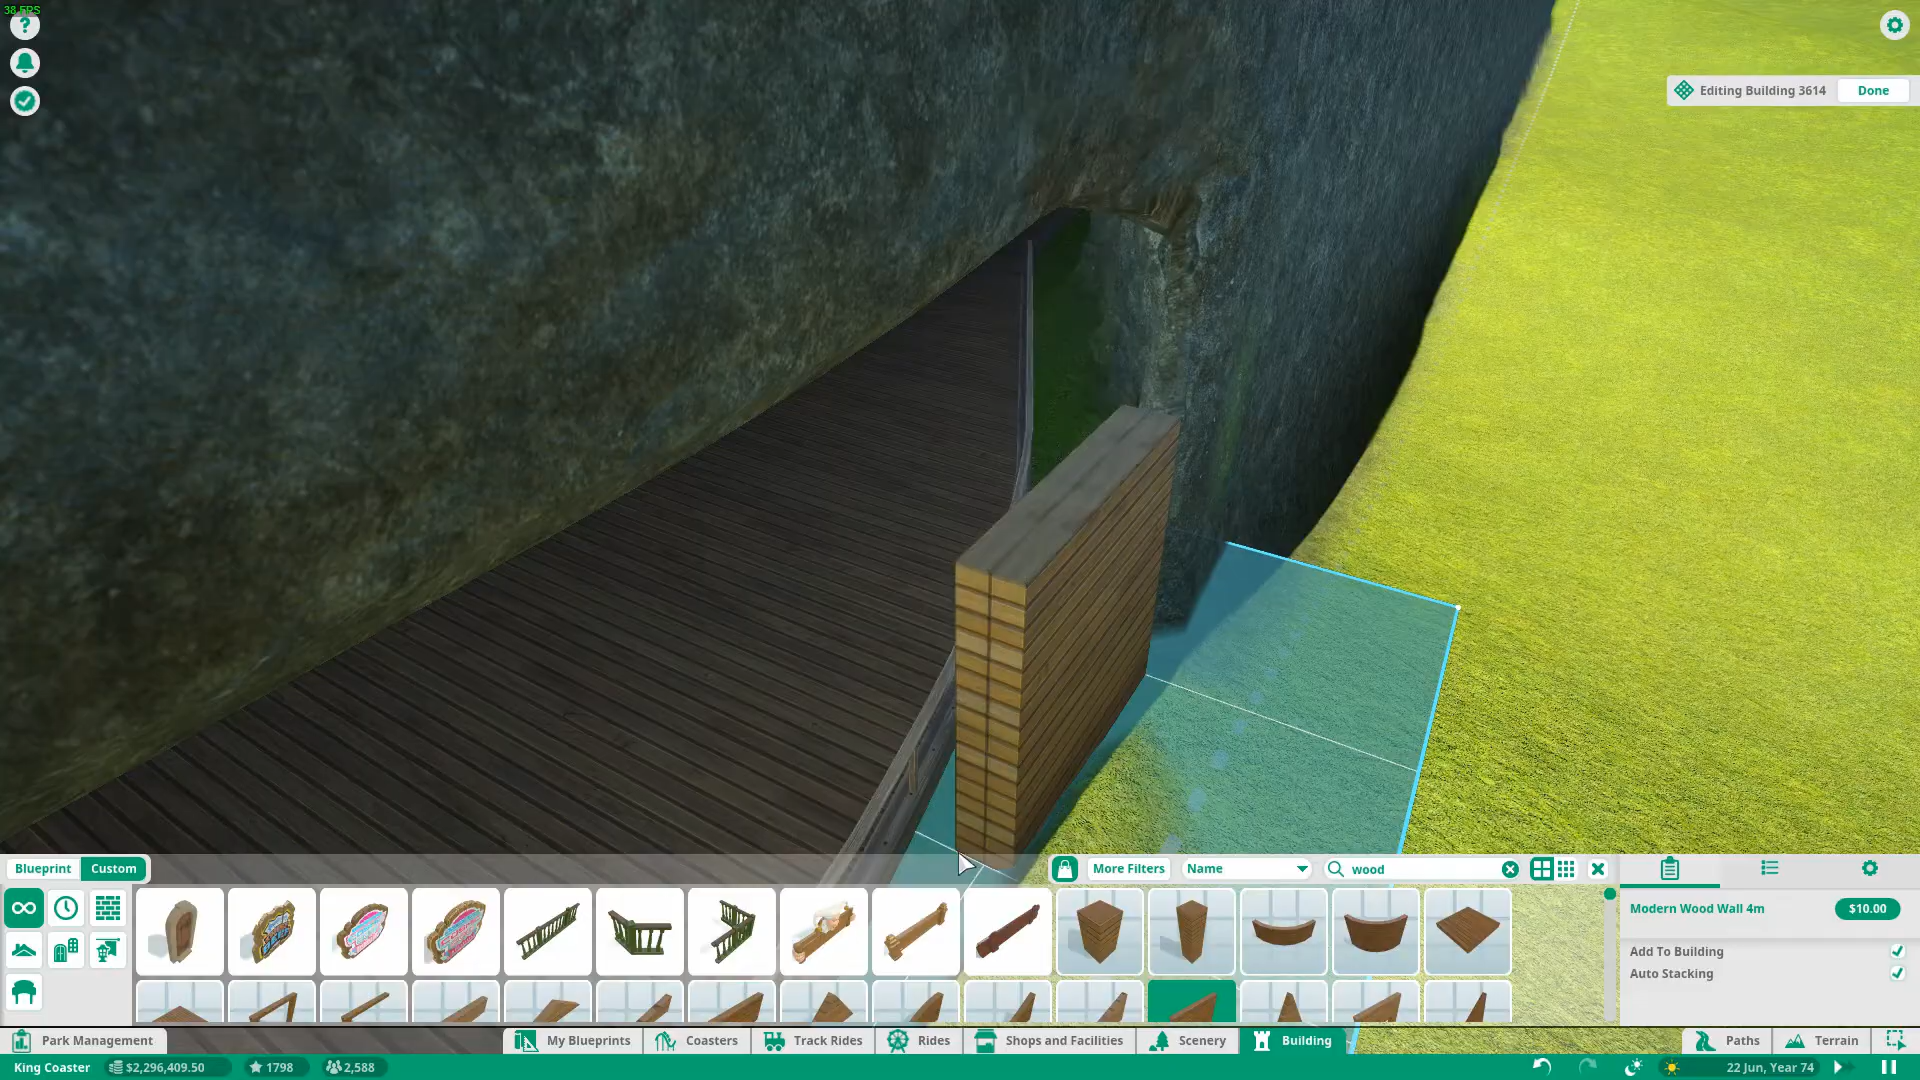 38 FPS
?
Editing Building 3614
Done
Blueprint
Custom
More Filters
Name
wood
Modern Wood Wall 4m
$10.00
Add To Building
Auto Stacking
Park Management
My Blueprints
Coasters
Track Rides
Rides
Shops and Facilities
Scenery
Building
Paths
Terrain
King Coaster
$2,296,409.50
1798
2,588
22 Jun, Year 74